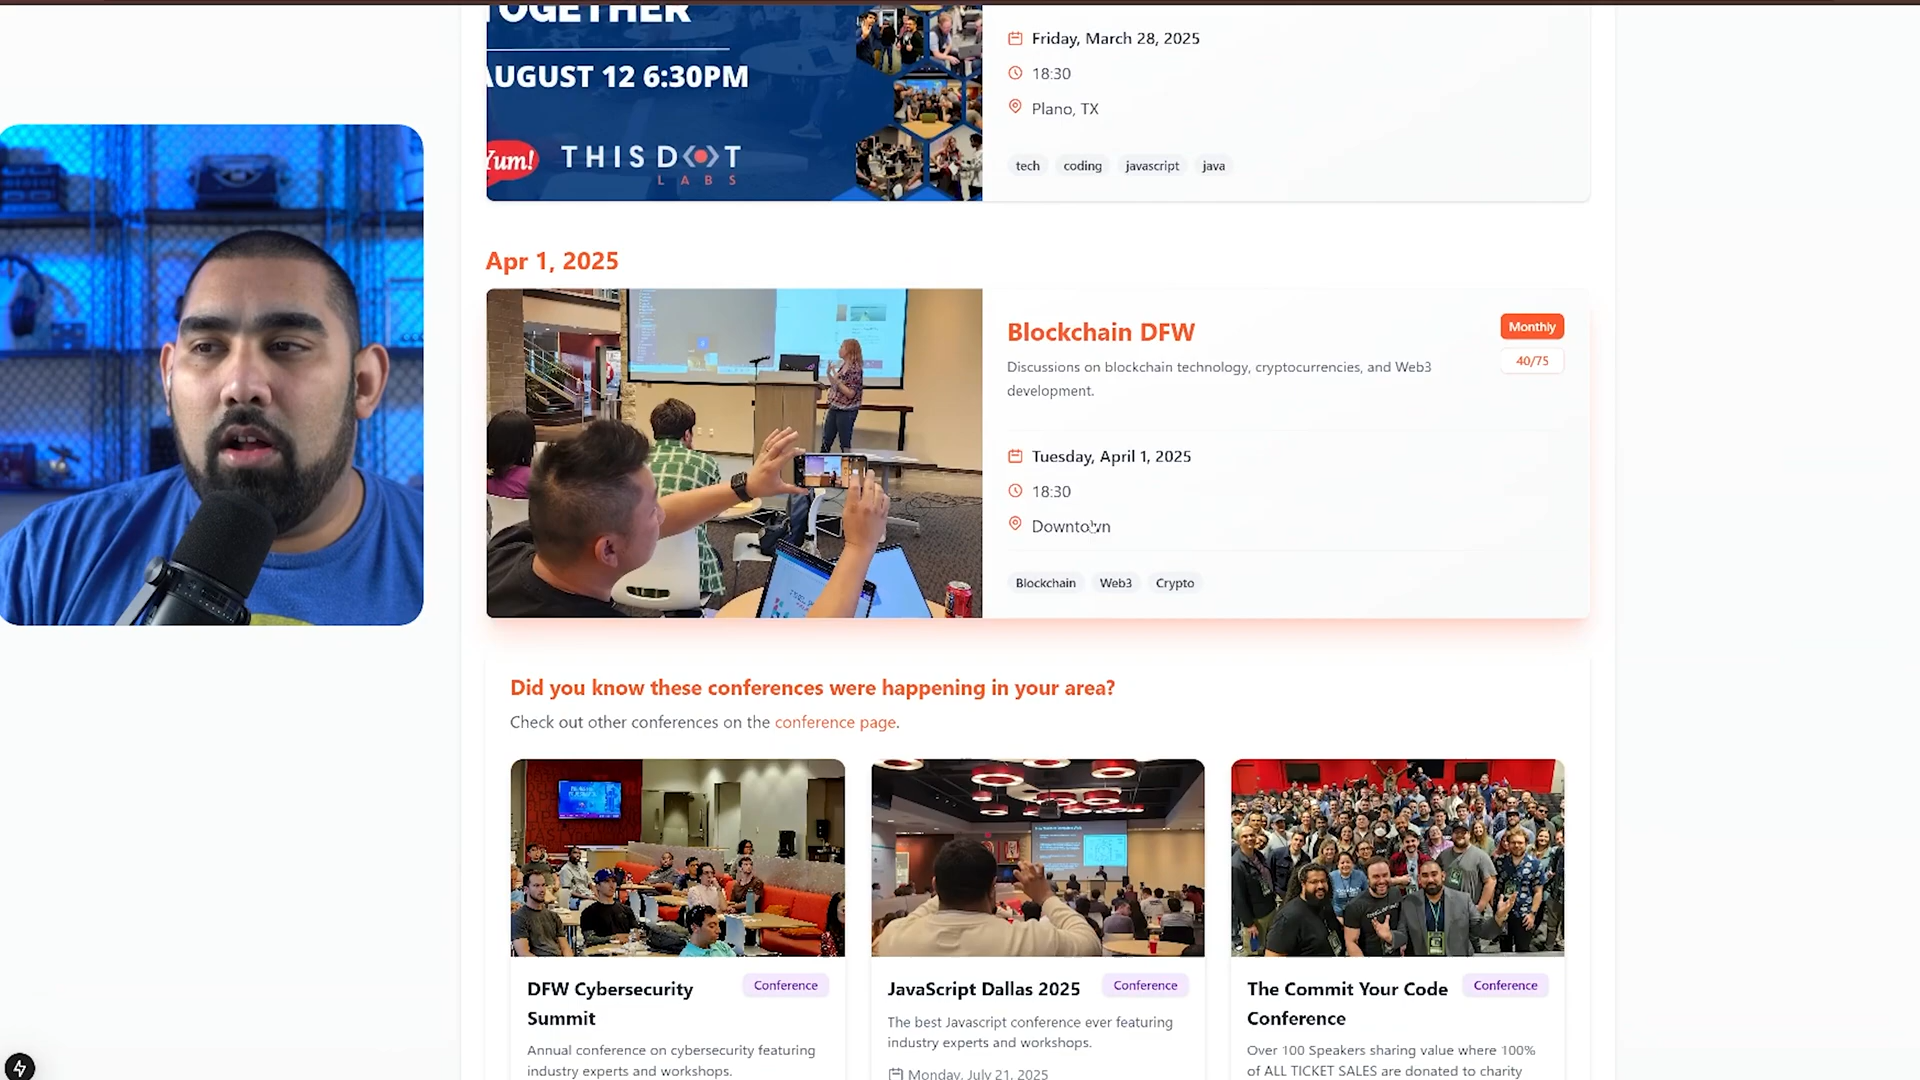 TOGETHER
AUGUST 12 6:30PM
Yum!
THIS DOT
LABS
Friday, March 28, 2025
18:30
Plano, TX
tech coding javascript java
Apr 1, 2025
Blockchain DFW
Monthly
40/75
Discussions on blockchain technology, cryptocurrencies, and Web3
development.
Tuesday, April 1, 2025
18:30
Downtown
Blockchain Web3 Crypto
Did you know these conferences were happening in your area?
Check out other conferences on the conference page.
DFW Cybersecurity
Summit
Conference
Annual conference on cybersecurity featuring
industry experts and workshops.
JavaScript Dallas 2025
Conference
The best Javascript conference ever featuring
industry experts and workshops.
Monday, July 21, 2025
The Commit Your Code
Conference
Conference
Over 100 Speakers sharing value where 100%
of ALL TICKET SALES are donated to charity